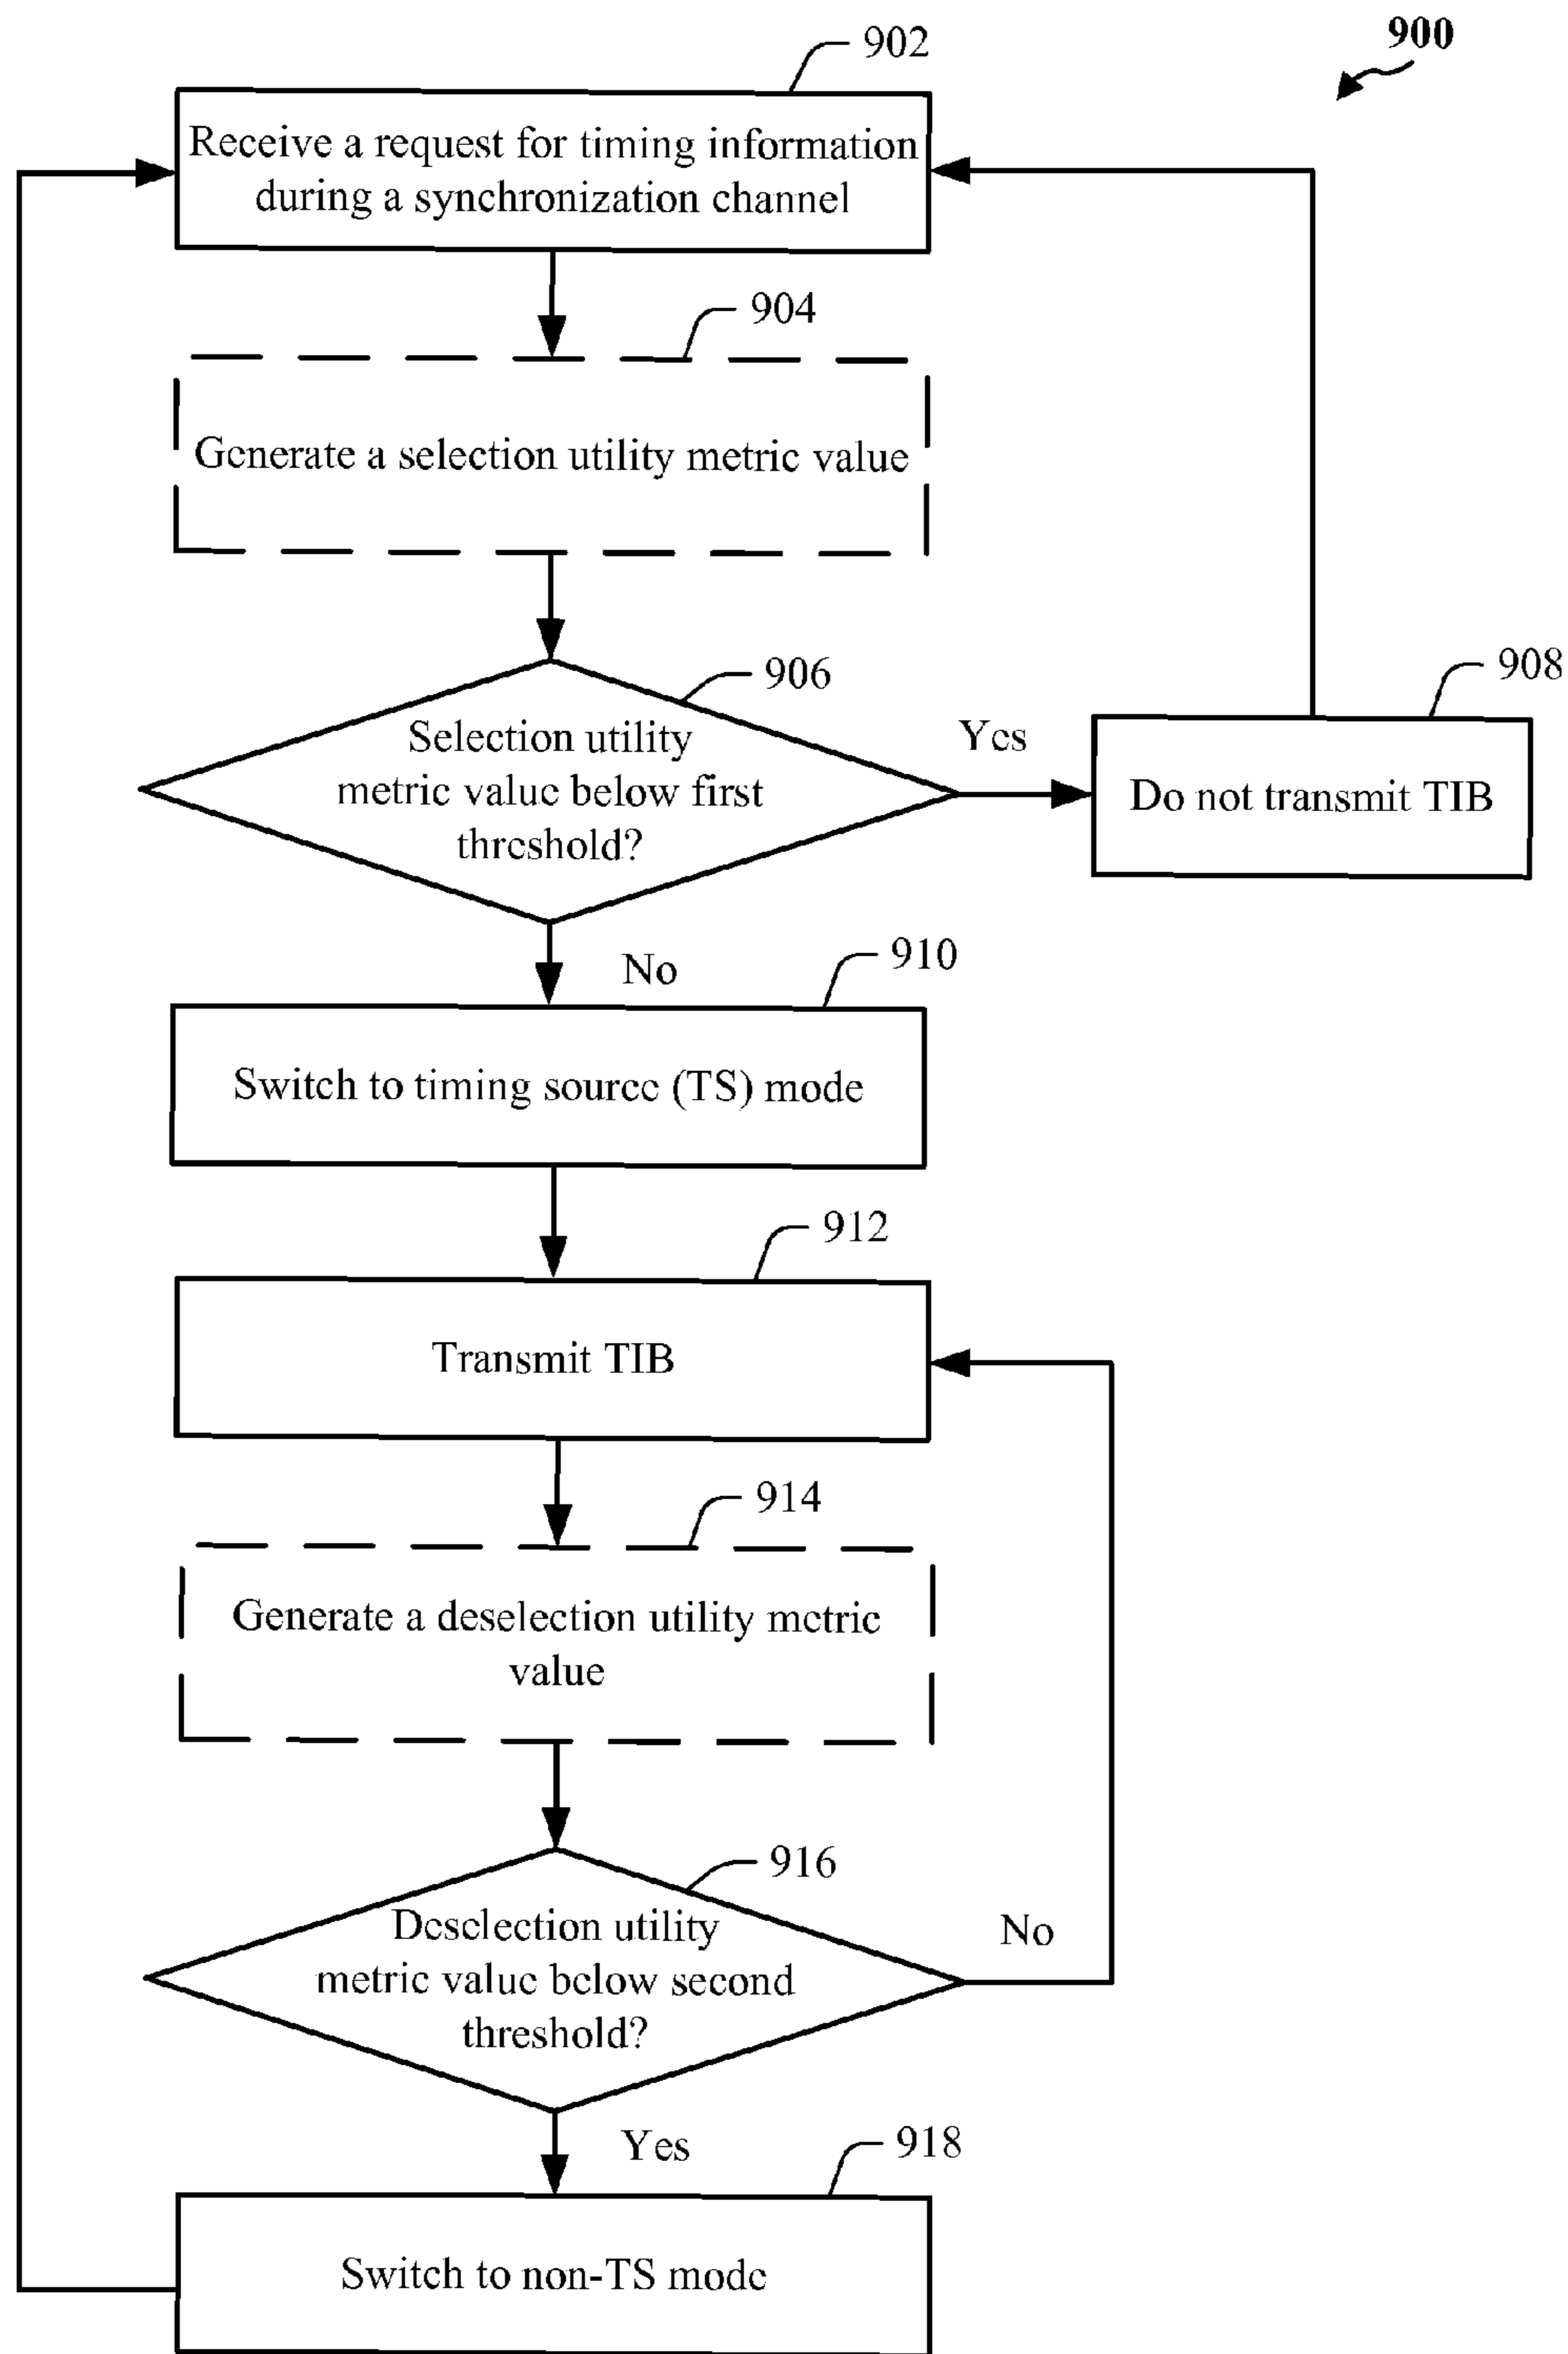 900
902
Receive a request for timing information
during a synchronization channel
904
Generate a selection utility metric value
906
Selection utility
metric value below first
threshold?
Yes
908
Do not transmit TIB
No
910
Switch to timing source (TS) mode
912
Transmit TIB
914
Generate a deselection utility metric
value
916
Deselection utility
metric value below second
threshold?
No
Yes
918
Switch to non-TS mode